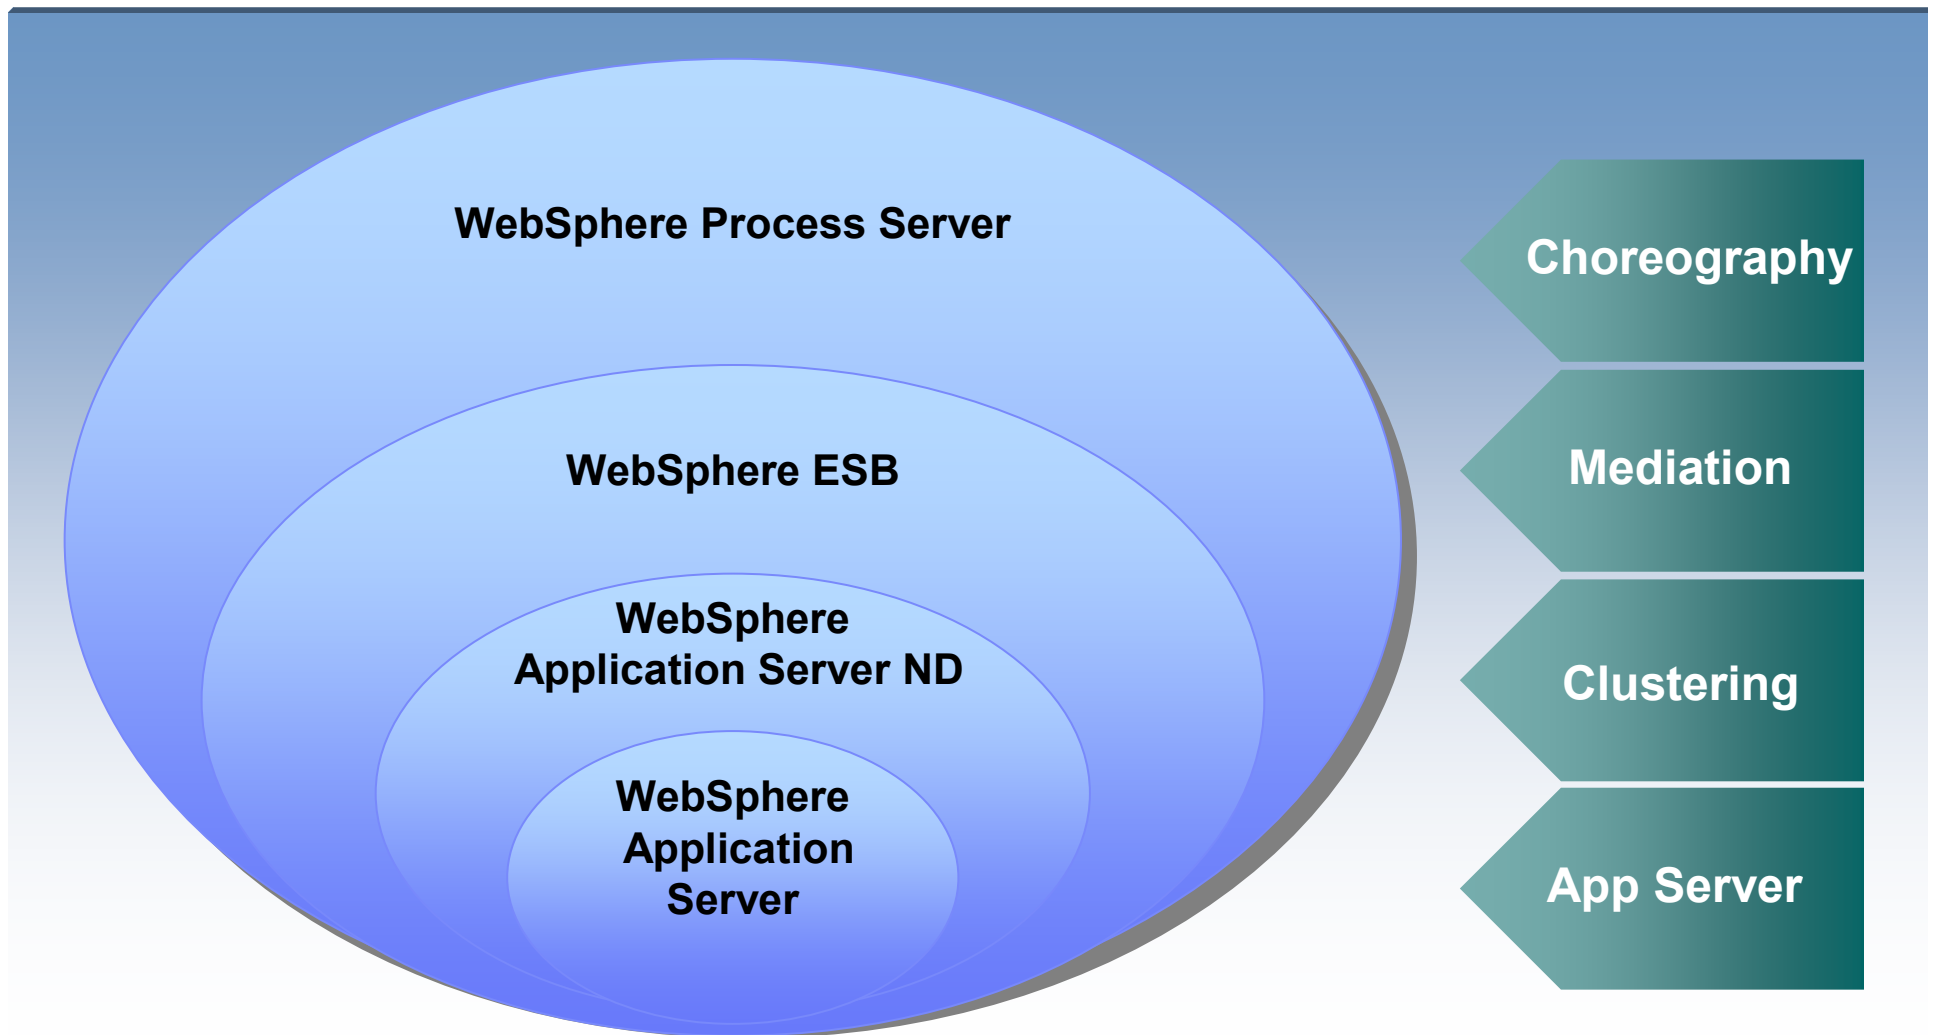 WebSphere Process Server
Choreography
WebSphere ESB
Mediation
WebSphere
Application Server ND
Clustering
WebSphere
Application
Server
App Server